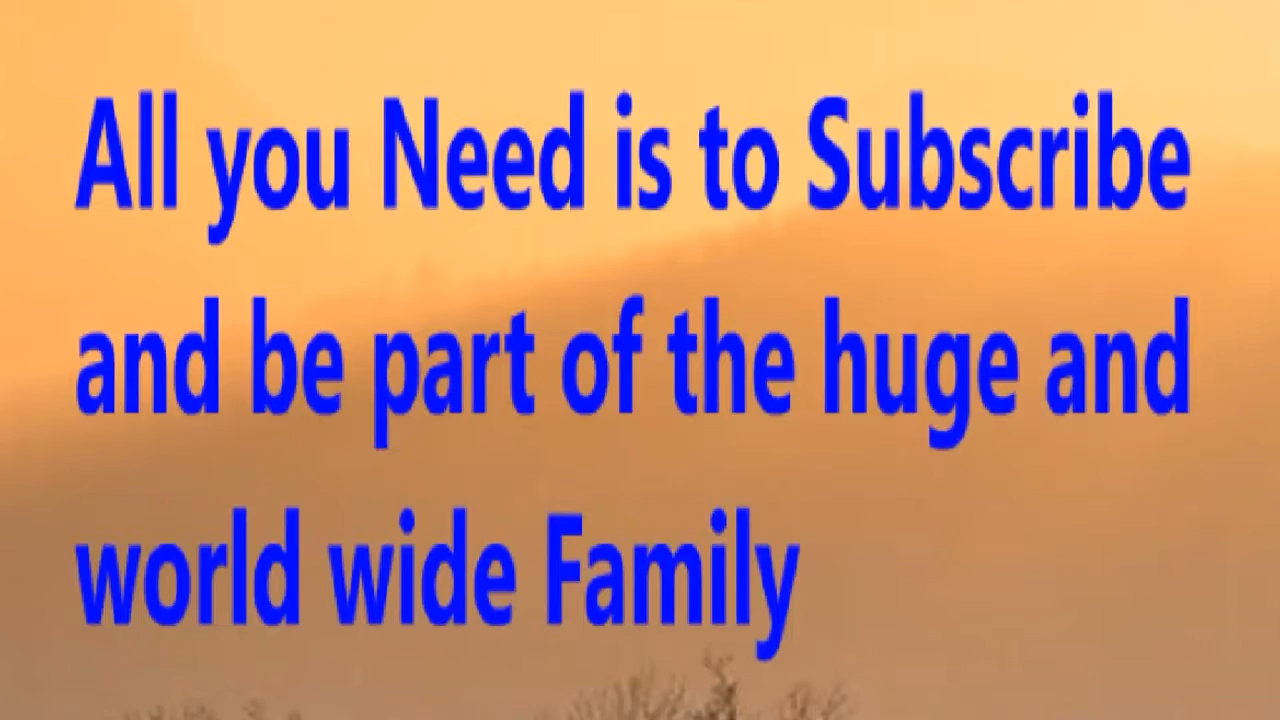 All you Need is to Subscribe
and be part of the huge and
world wide Family